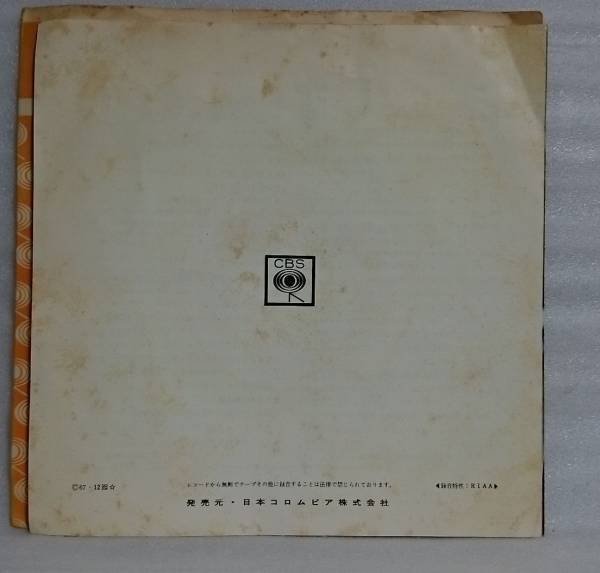 CBS
レコードから無断でテープその他に録音することは法律で禁じられております。
Ⓒ67・12 ☆
◀録音特性：RIAA▶
発売元・日本コロムビア株式会社